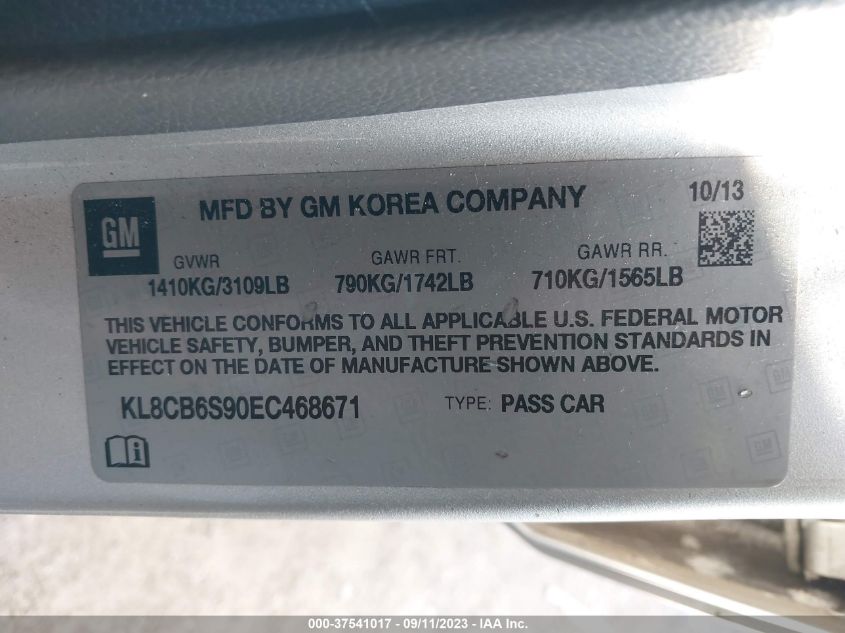 GM
MFD BY GM KOREA COMPANY
10/13
GVWR
GAWR FRT.
GAWR RR.
1410KG/3109LB
790KG/1742LB
710KG/1565LB
THIS VEHICLE CONFORMS TO ALL APPLICABLE U.S. FEDERAL MOTOR
VEHICLE SAFETY, BUMPER, AND THEFT PREVENTION STANDARDS IN
EFFECT ON THE DATE OF MANUFACTURE SHOWN ABOVE.
KL8CB6S90EC468671
TYPE: PASS CAR
000-37541017 - 09/11/2023 - IAA Inc.